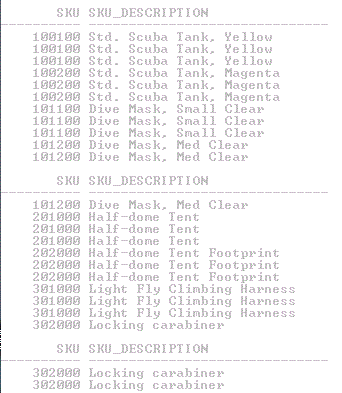 SKU SKU_DESCRIPTION
---------- ------------------------------
100100 Std. Scuba Tank, Yellow
100100 Std. Scuba Tank, Yellow
100100 Std. Scuba Tank, Yellow
100200 Std. Scuba Tank, Magenta
100200 Std. Scuba Tank, Magenta
100200 Std. Scuba Tank, Magenta
101100 Dive Mask, Small Clear
101100 Dive Mask, Small Clear
101100 Dive Mask, Small Clear
101200 Dive Mask, Med Clear
101200 Dive Mask, Med Clear
SKU SKU_DESCRIPTION
---------- ------------------------------
101200 Dive Mask, Med Clear
201000 Half-dome Tent
201000 Half-dome Tent
201000 Half-dome Tent
202000 Half-dome Tent Footprint
202000 Half-dome Tent Footprint
202000 Half-dome Tent Footprint
301000 Light Fly Climbing Harness
301000 Light Fly Climbing Harness
301000 Light Fly Climbing Harness
302000 Locking carabiner
SKU SKU_DESCRIPTION
---------- ------------------------------
302000 Locking carabiner
302000 Locking carabiner